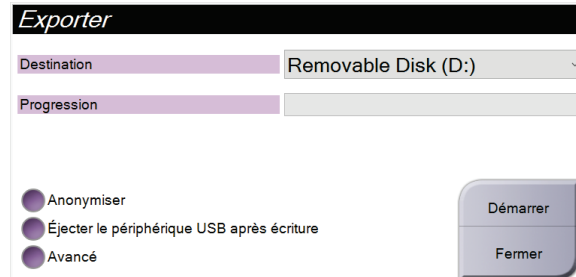 Exporter
Destination
Removable Disk (D:)
Progression
Anonymiser
Éjecter le périphérique USB après écriture
Avancé
Démarrer
Fermer